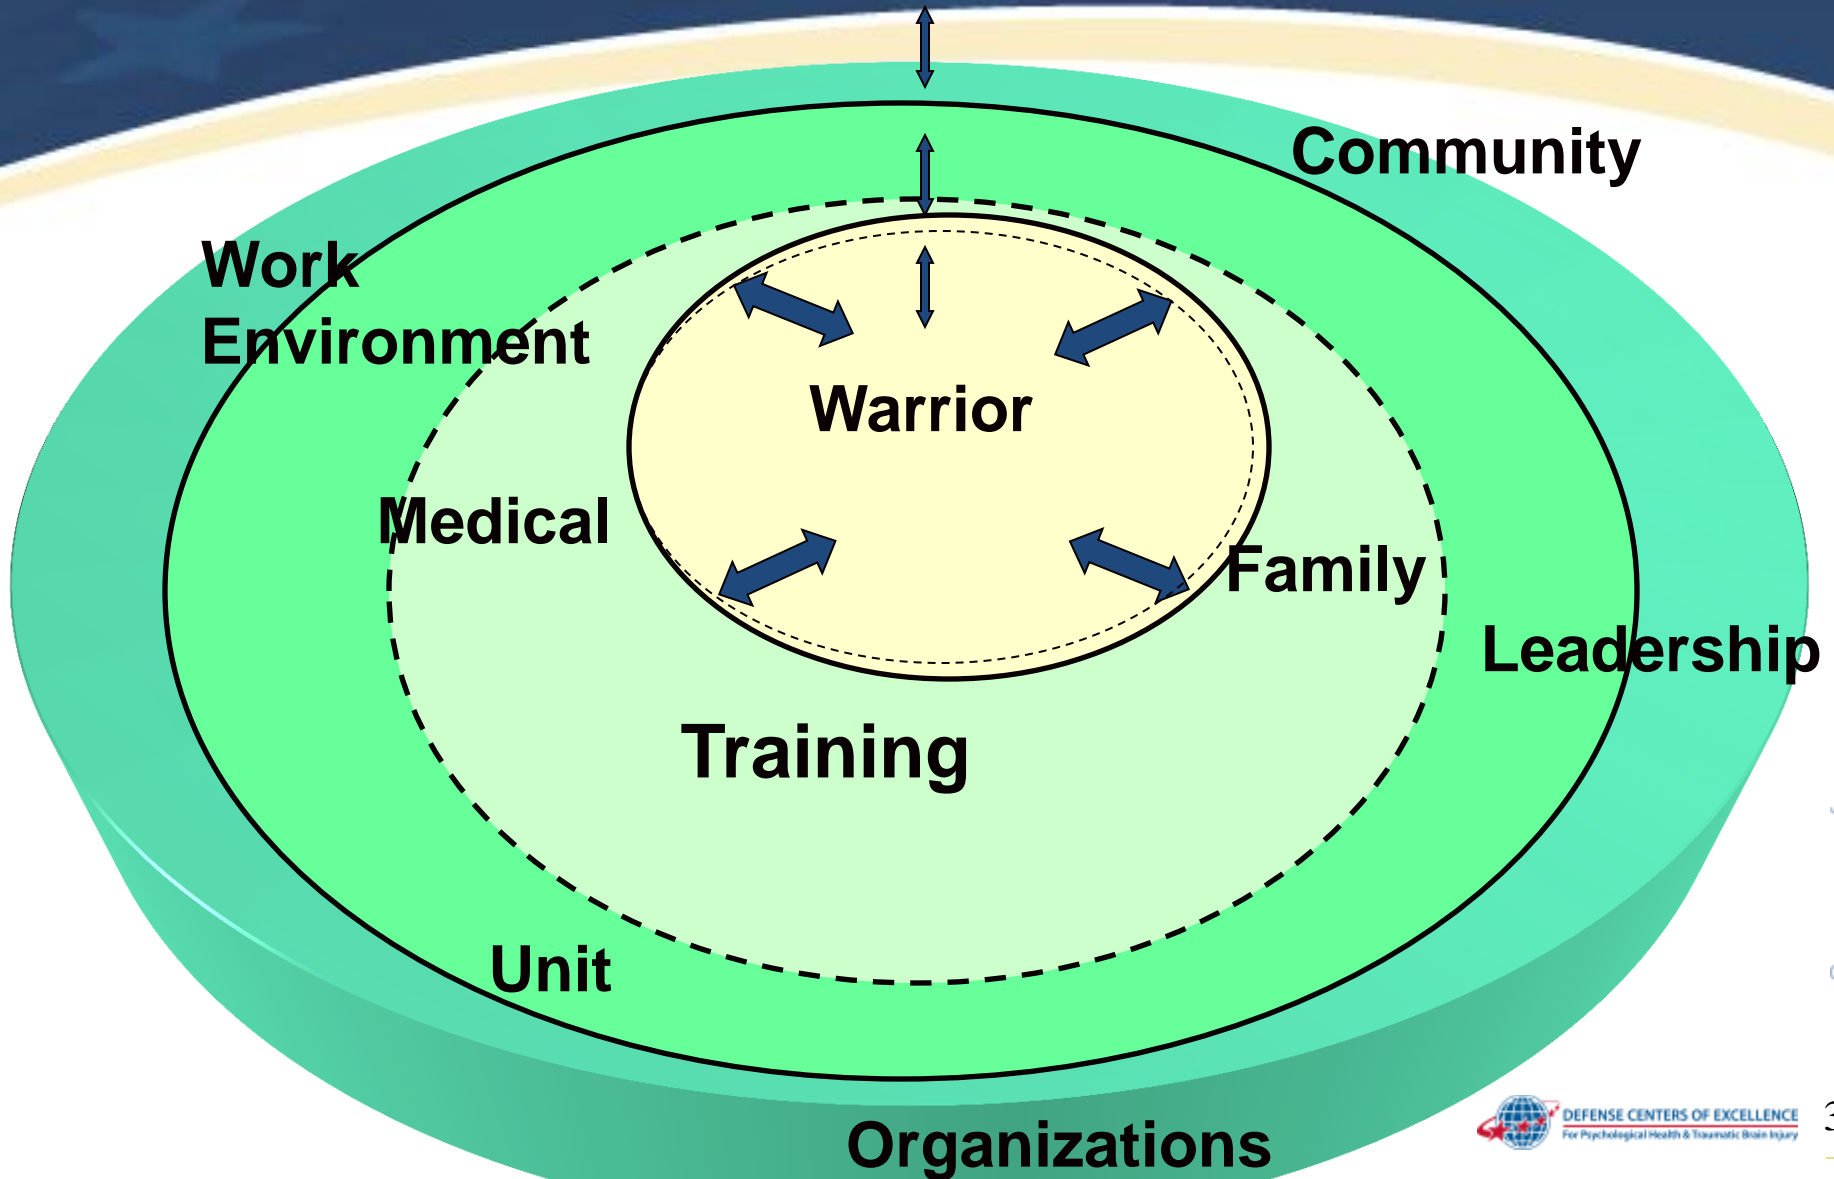 Community
Work
Environment
Warrior
Medical
Family
Leadership
Training
Unit
Organizations
DEFENSE CENTERS OF EXCELLENCE
For Psychological Health & Traumatic Brain Injury